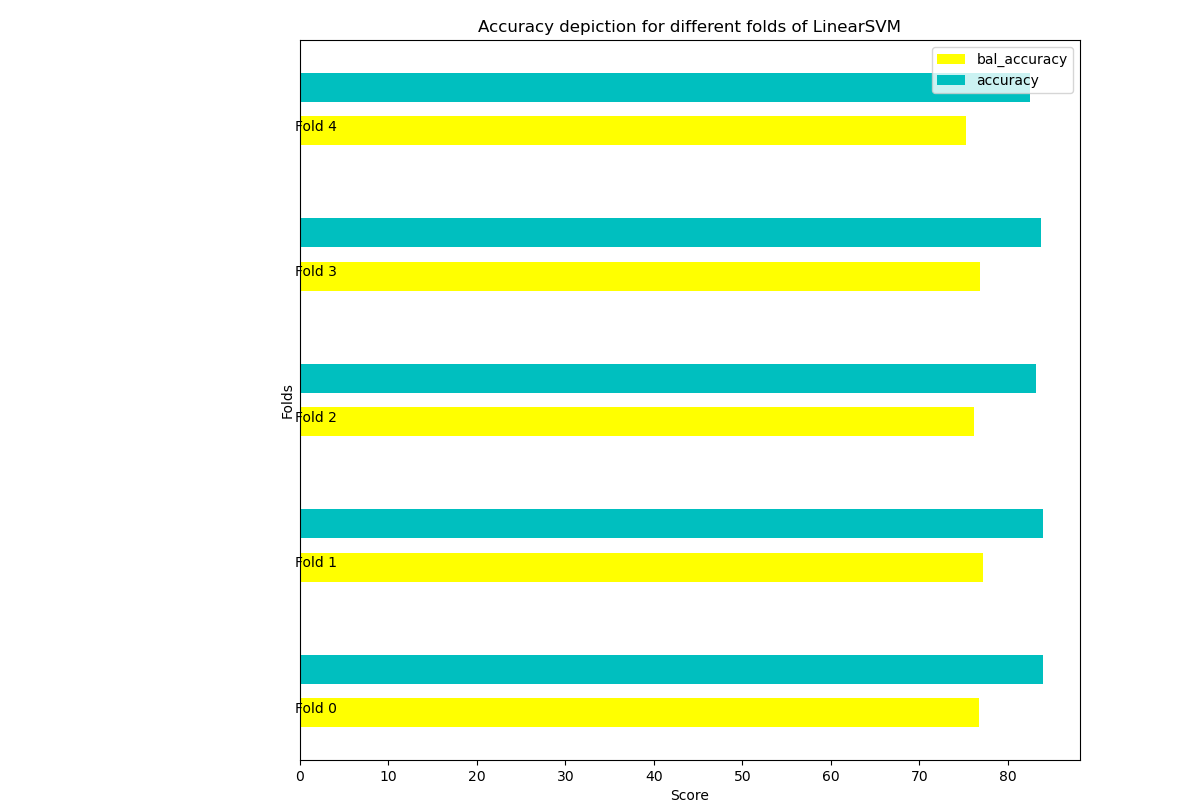 Accuracy depiction for different folds of LinearSVM
bal_accuracy
accuracy
Fold 4
Fold 3
Folds
Fold 2
Fold 1
Fold 0
0 10 20 30 40 50 60 70 80
Score